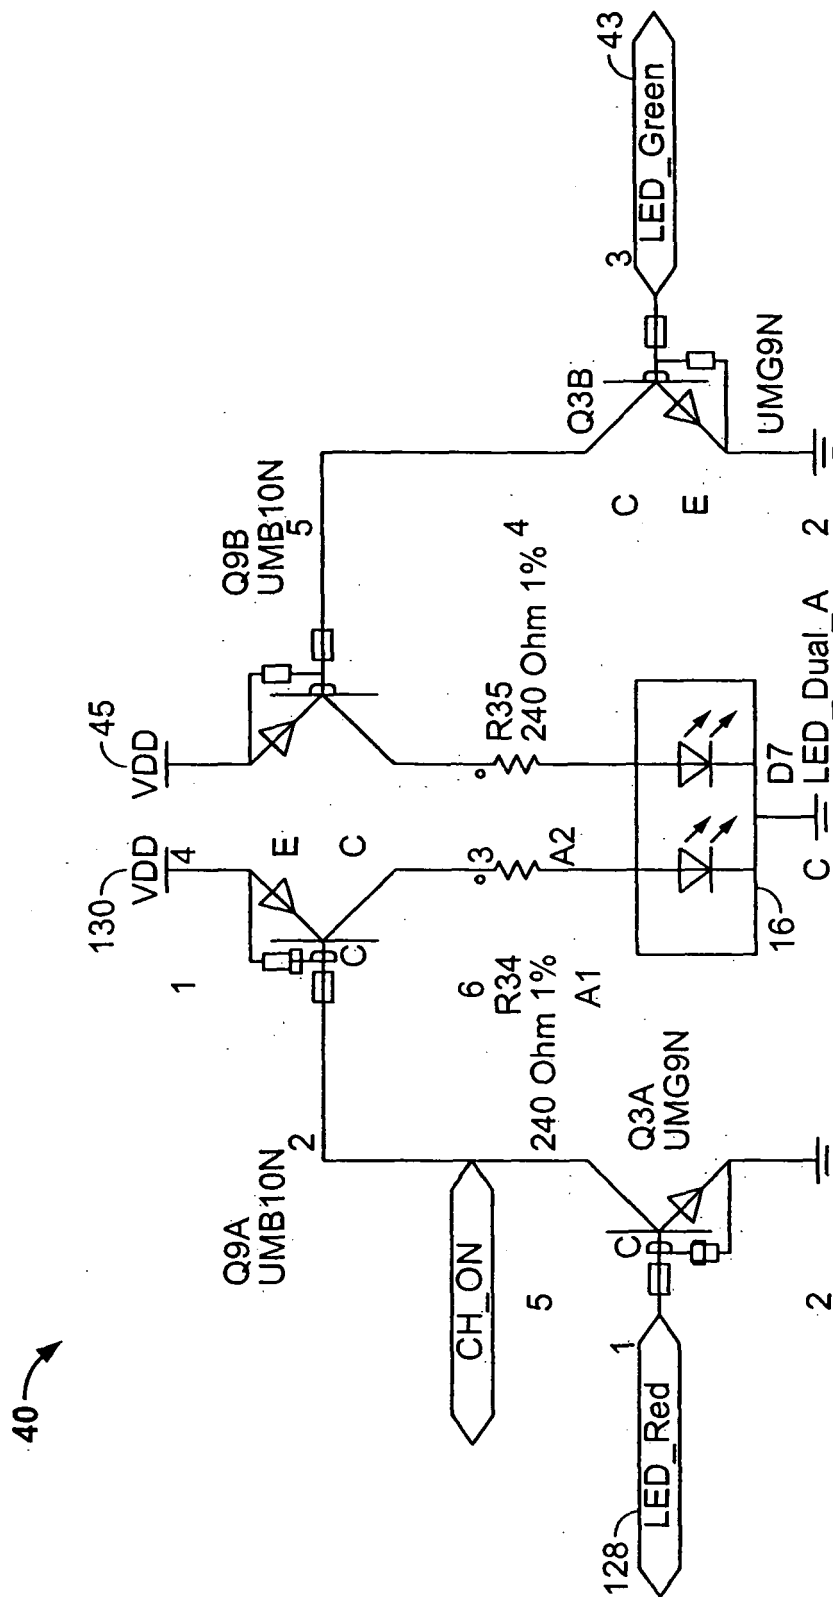 40
130
VDD
4
45
VDD
1
E
C
C
Q9A
UMB10N
2
Q9B
UMB10N
5
CH_ON
5
6
R34
240 Ohm 1%
A1
3
A2
R35
240 Ohm 1%
4
Q3A
UMG9N
C
128
LED_Red
1
2
16
C
D7
LED_Dual_A
Q3B
C
E
UMG9N
2
3
LED_Green
43